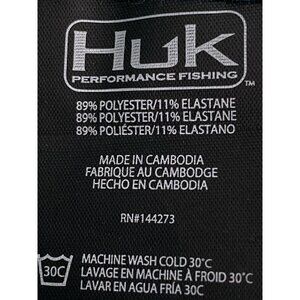 Huk
PERFORMANCE FISHING
™
89% POLYESTER/11% ELASTANE
89% POLYESTER/11% ELASTANE
89% POLIÉSTER/11% ELASTANO
MADE IN CAMBODIA
FABRIQUE AU CAMBODGE
HECHO EN CAMBODIA
RN#144273
MACHINE WASH COLD 30°C
30C LAVAGE EN MACHINE À FROID 30°C
LAVAR EN AGUA FRÍA 30°C